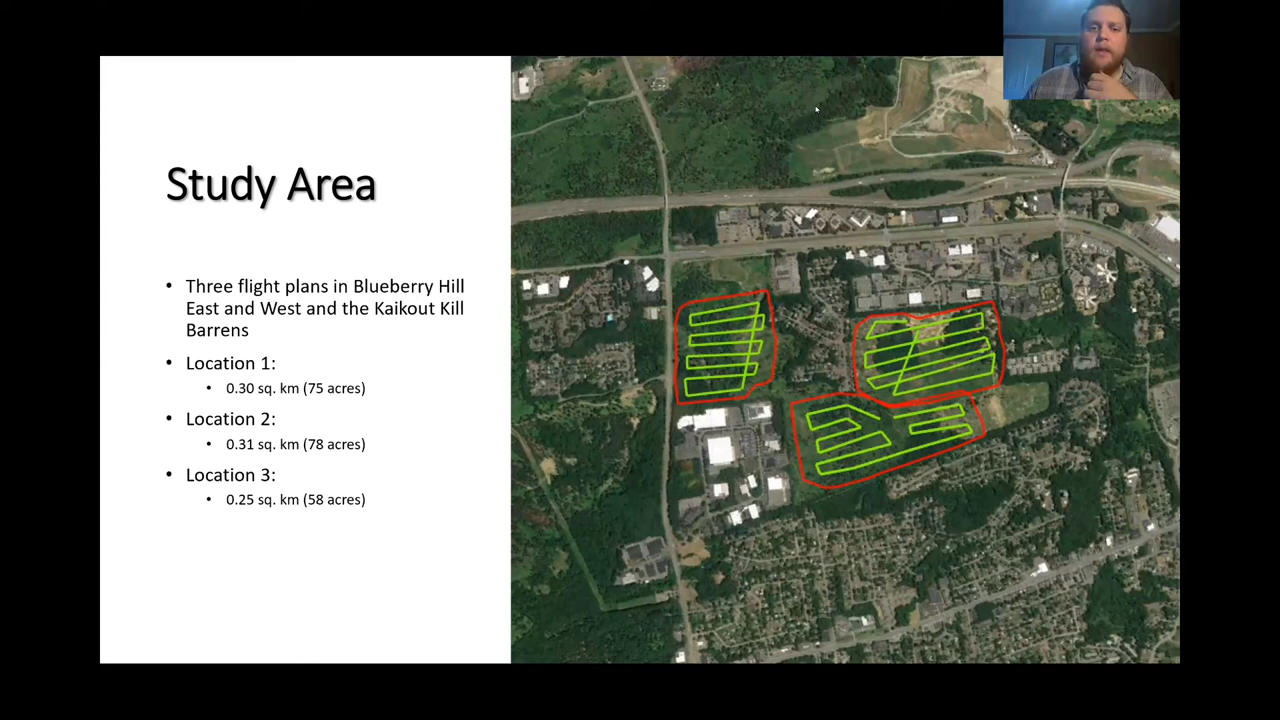 Study Area
• Three flight plans in Blueberry Hill
East and West and the Kaikout Kill
Barrens
• Location 1:
• 0.30 sq. km (75 acres)
• Location 2:
• 0.31 sq. km (78 acres)
• Location 3:
• 0.25 sq. km (58 acres)